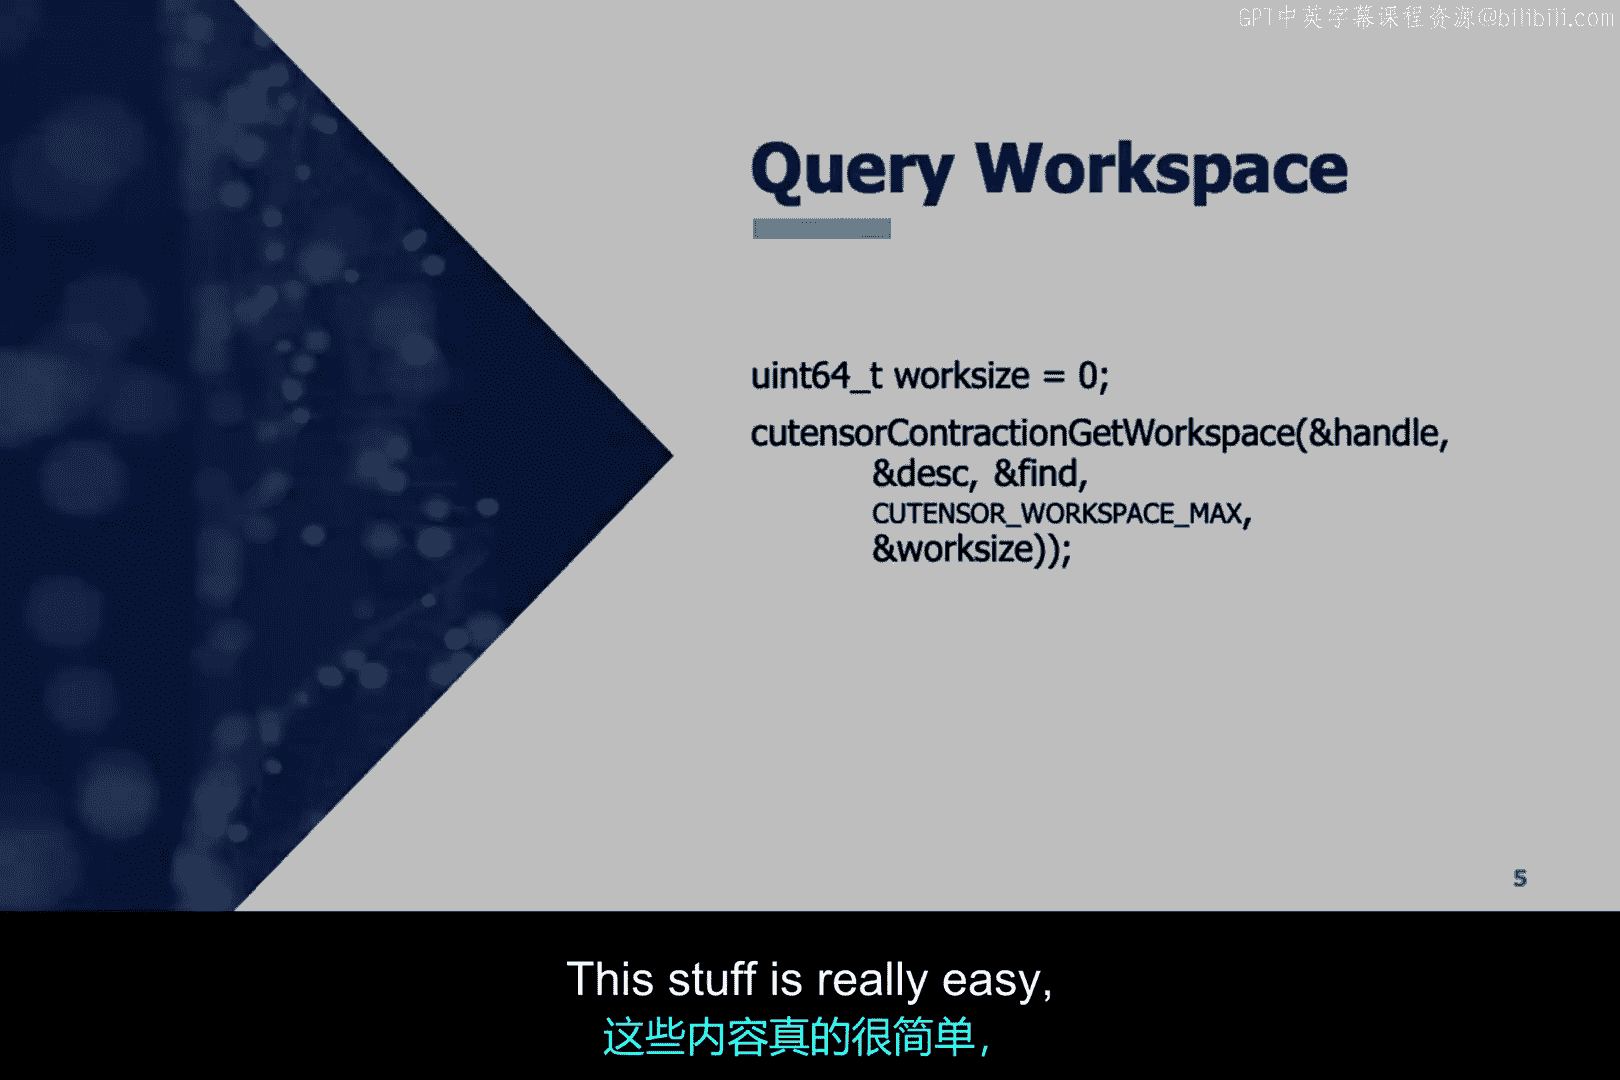 GPT中英字幕课程资源@bilibili.com
Query Workspace
uint64_t worksize = 0;
cutensorContractionGetWorkspace(&handle,
&desc, &find,
CUTENSOR_WORKSPACE_MAX,
&worksize));
5
This stuff is really easy,
这些内容真的很简单，